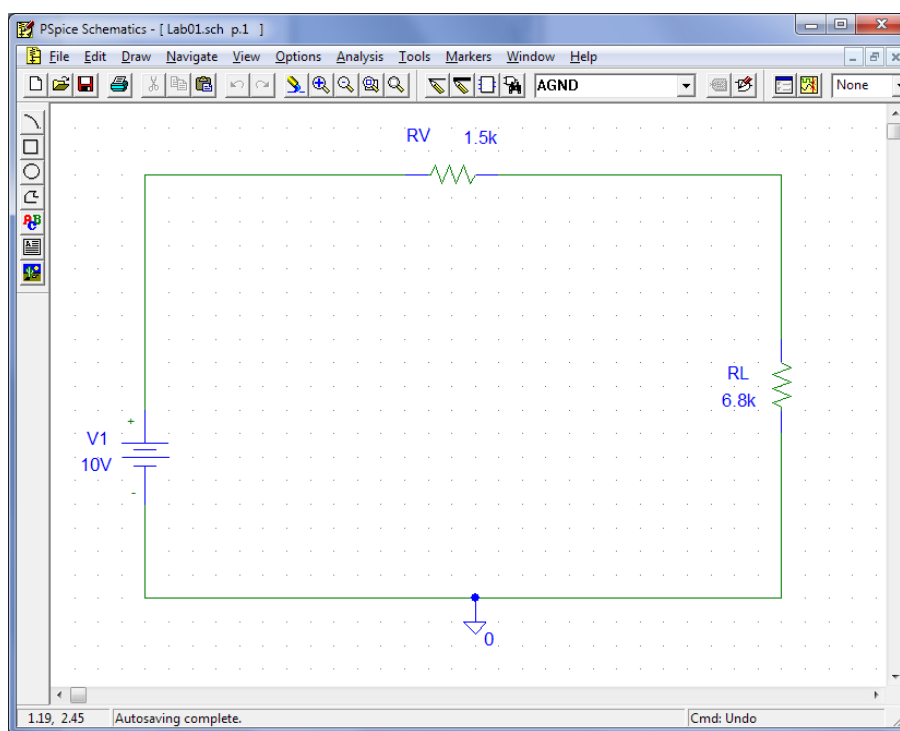 PSpice Schematics - [ Lab01.sch p.1 ]
File Edit Draw Navigate View Options Analysis Tools Markers Window Help
AGND
None
ABC
RV 1.5k
RL
6.8k
+
V1
10V
-
0
1.19, 2.45 Autosaving complete. Cmd: Undo